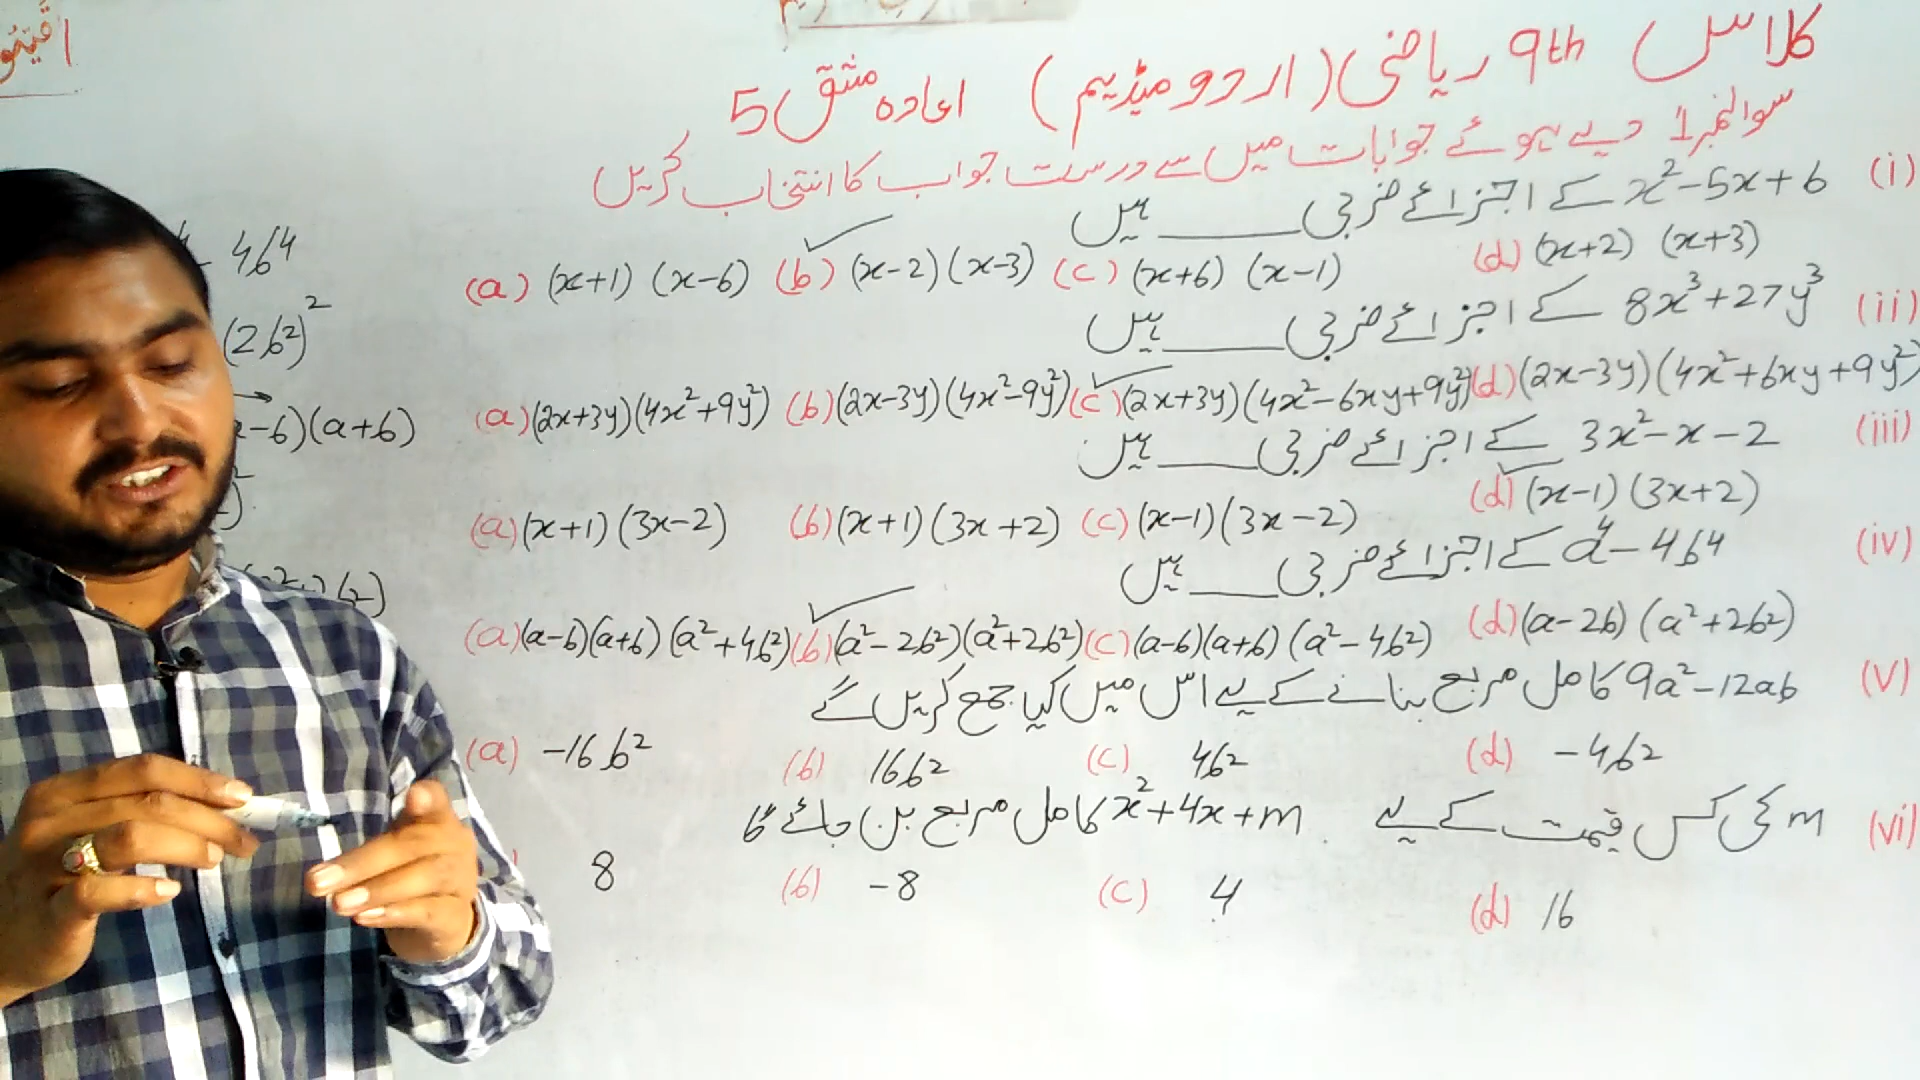 کلاس 9th ریاضی (اردو میڈیم) اعادہ مشق 5
سوالنمبر1 دیے ہوئے جوابات میں سے درست جواب کا انتخاب کریں
(i) x²-5x+6 کے اجزائے ضربی ____ ہیں
(a) (x+1) (x-6) (b) (x-2) (x-3) (c) (x+6) (x-1) (d) (x+2) (x+3)
(ii) 8x³+27y³ کے اجزائے ضربی ____ ہیں
(a) (2x+3y)(4x²+9y²) (b) (2x-3y)(4x²-9y²) (c) (2x+3y)(4x²-6xy+9y²) (d) (2x-3y)(4x²+6xy+9y²)
(iii) 3x²-x-2 کے اجزائے ضربی ____ ہیں
(a) (x+1)(3x-2) (b) (x+1)(3x+2) (c) (x-1)(3x-2) (d) (x-1)(3x+2)
(iv) a⁴-4b⁴ کے اجزائے ضربی ____ ہیں
(a) (a-b)(a+b)(a²+4b²) (b) (a²-2b²)(a²+2b²) (c) (a-b)(a+b)(a²-4b²) (d) (a-2b)(a²+2b²)
(v) 9a²-12ab کامل مربع بنانے کے لیے اس میں کیا جمع کریں گے
(a) -16b² (b) 16b² (c) 4b² (d) -4b²
(vi) m کی کس قیمت کے لیے x²+4x+m کامل مربع بن جائے گا
8 (b) -8 (c) 4 (d) 16
- 4b⁴
(2b²)²
-b)(a+b)